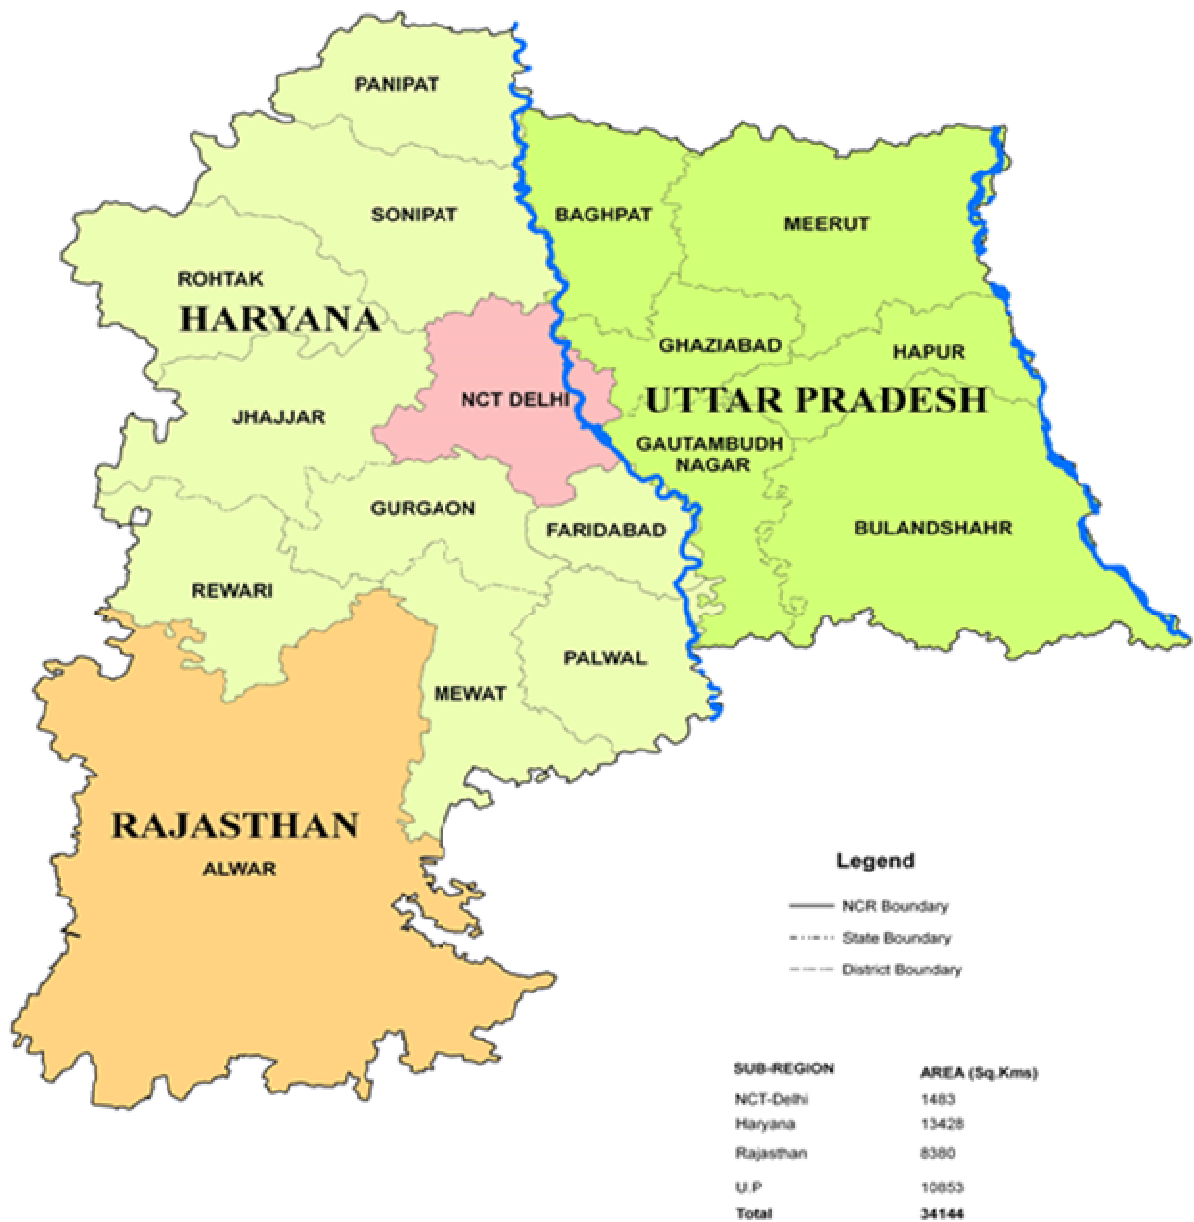 PANIPAT
SONIPAT
BAGHPAT
MEERUT
ROHTAK
HARYANA
GHAZIABAD
HAPUR
NCT DELHI
UTTAR PRADESH
JHAJJAR
GAUTAMBUDH
NAGAR
GURGAON
FARIDABAD
BULANDSHAHR
REWARI
PALWAL
MEWAT
RAJASTHAN
ALWAR
Legend
NCR Boundary
State Boundary
District Boundary
SUB-REGION AREA (Sq.Kms)
NCT-Delhi 1483
Haryana 13428
Rajasthan 8380
U.P 10853
Total 34144